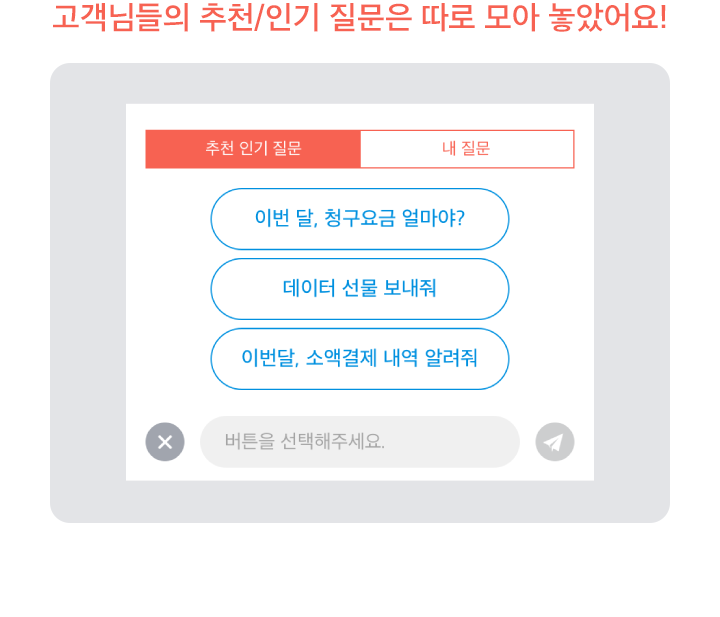 고객님들의 추천/인기 질문은 따로 모아 놓았어요!
추천 인기 질문
내 질문
이번 달, 청구요금 얼마야?
데이터 선물 보내줘
이번달, 소액결제 내역 알려줘
버튼을 선택해주세요.